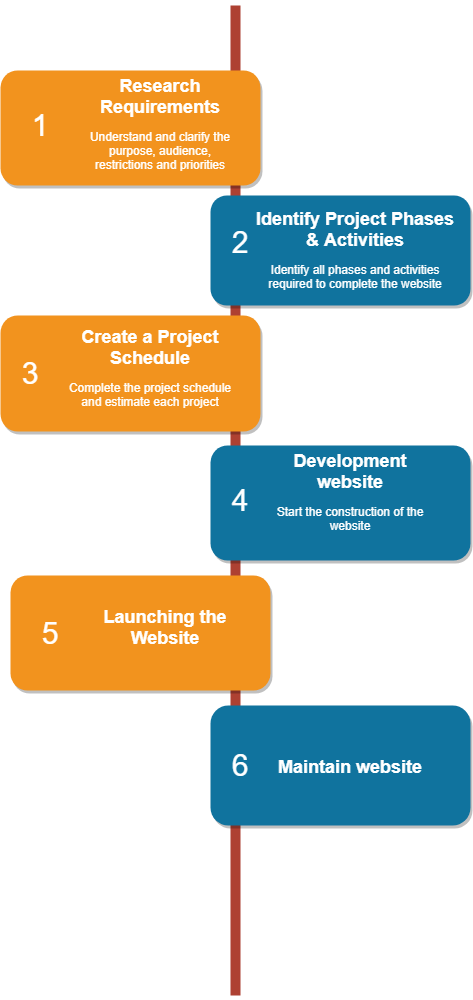 1
Research
Requirements
Understand and clarify the
purpose, audience,
restrictions and priorities
2
Identify Project Phases
& Activities
Identify all phases and activities
required to complete the website
3
Create a Project
Schedule
Complete the project schedule
and estimate each project
4
Development
website
Start the construction of the
website
5
Launching the
Website
6
Maintain website